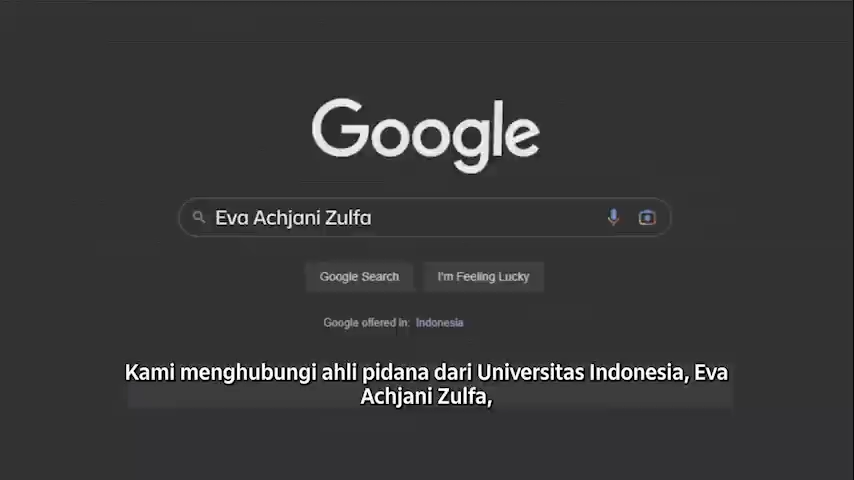 Google
Eva Achjani Zulfa
Google Search I'm Feeling Lucky
Google offered in: Indonesia
Kami menghubungi ahli pidana dari Universitas Indonesia, Eva
Achjani Zulfa,